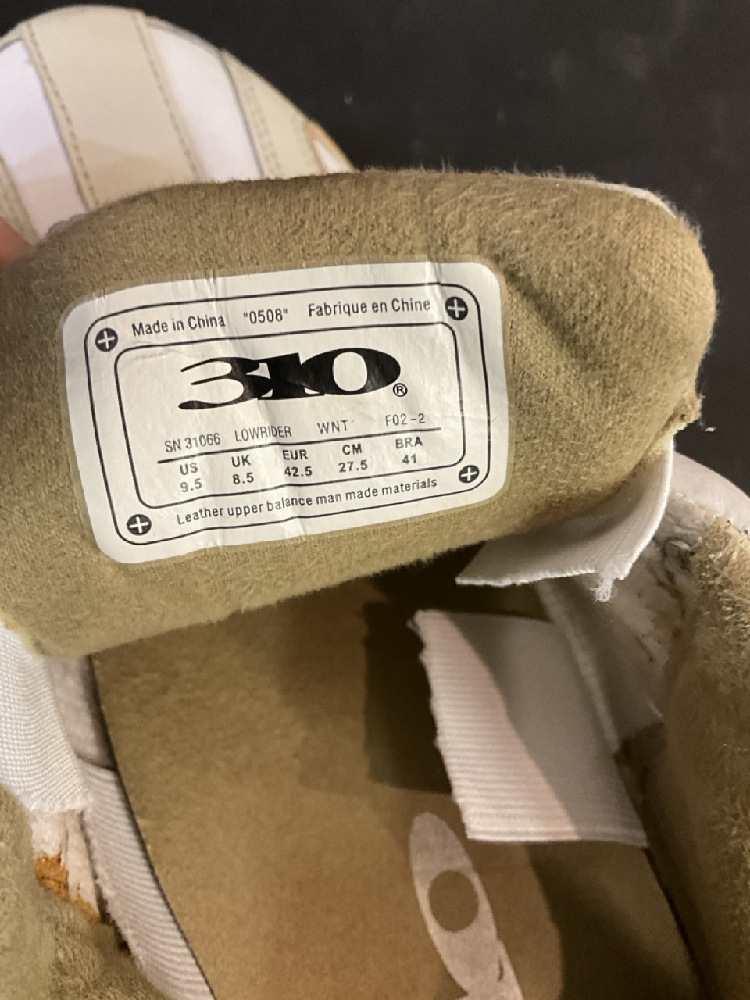 Made in China "0508" Fabrique en Chine
310®
SN 31066 LOWRIDER WNT F02-2
US UK EUR CM BRA
9.5 8.5 42.5 27.5 41
Leather upper balance man made materials